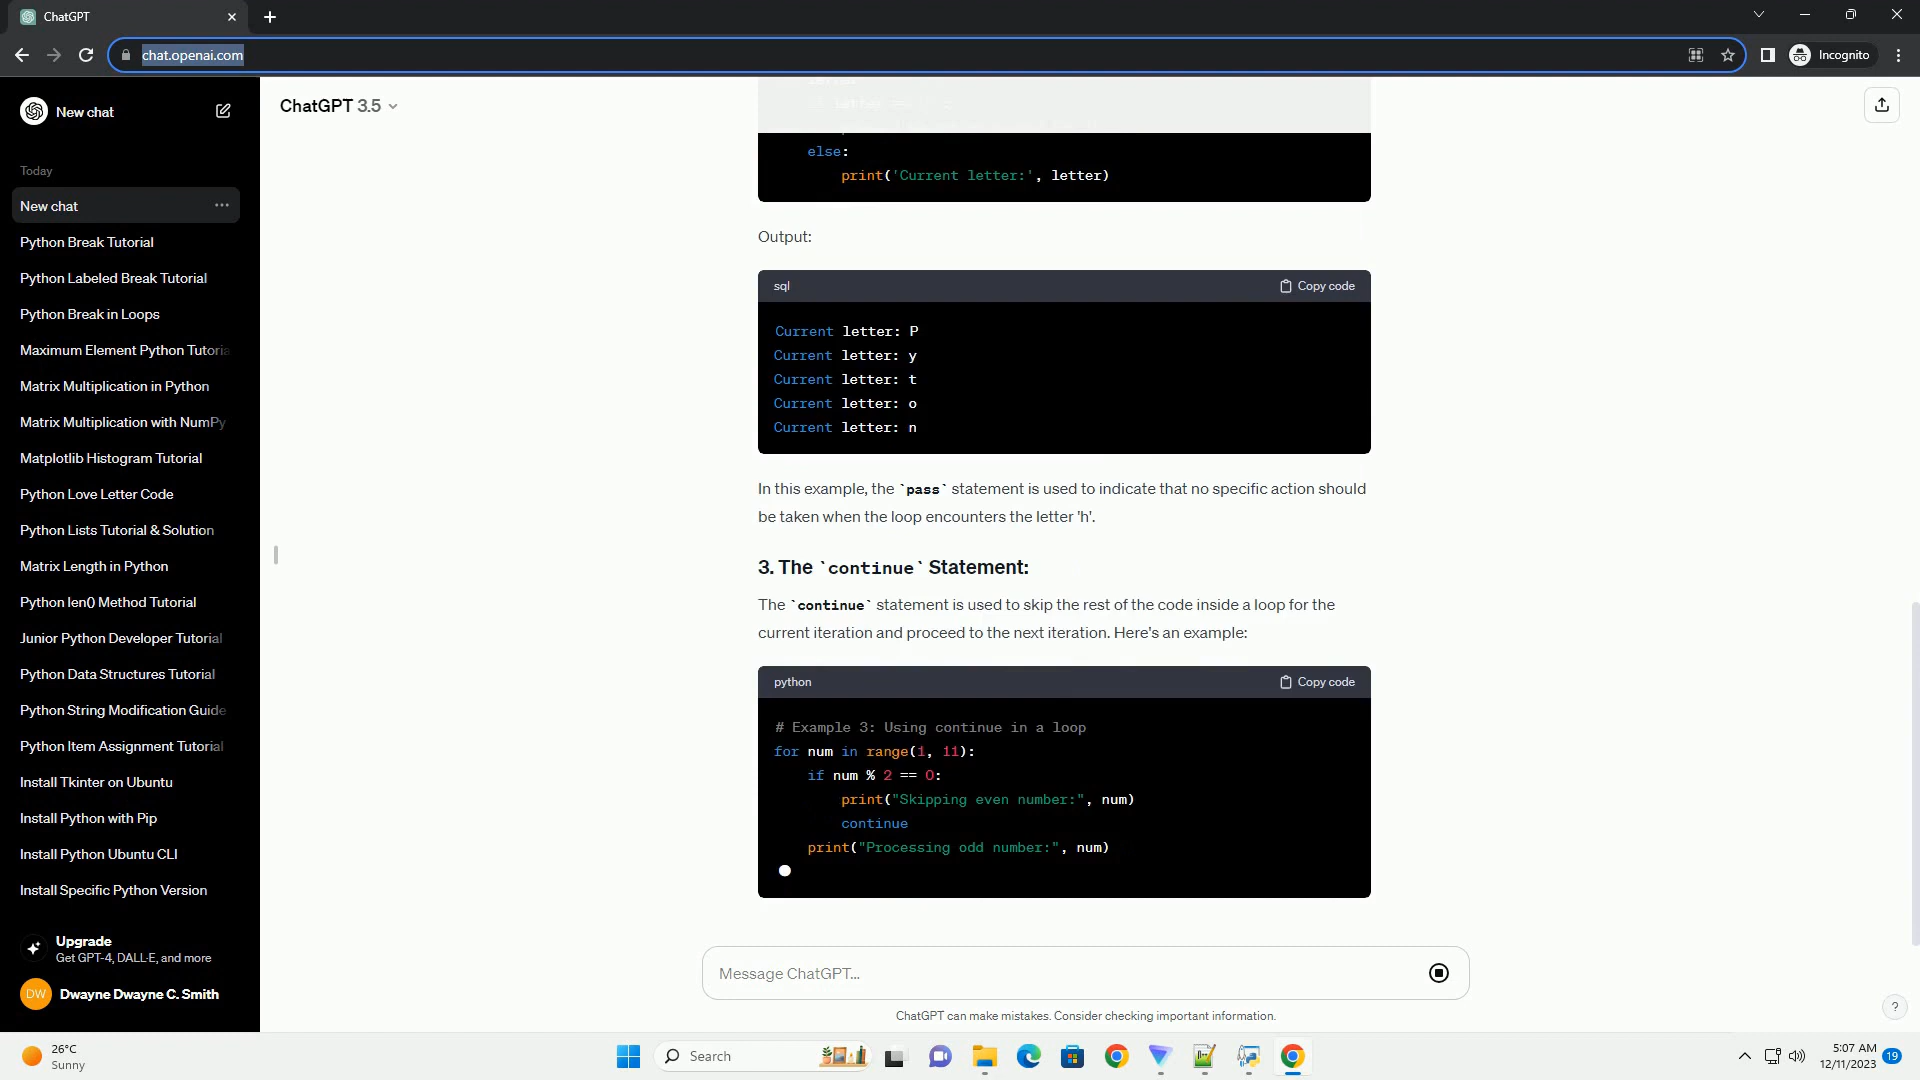 ChatGPT
chat.openai.com
Incognito
New chat
ChatGPT 3.5
Today
New chat
Python Break Tutorial
Python Labeled Break Tutorial
Python Break in Loops
Maximum Element Python Tutoria
Matrix Multiplication in Python
Matrix Multiplication with NumPy
Matplotlib Histogram Tutorial
Python Love Letter Code
Python Lists Tutorial & Solution
Matrix Length in Python
Python len() Method Tutorial
Junior Python Developer Tutorial
Python Data Structures Tutorial
Python String Modification Guide
Python Item Assignment Tutorial
Install Tkinter on Ubuntu
Install Python with Pip
Install Python Ubuntu CLI
Install Specific Python Version
Upgrade
Get GPT-4, DALL·E, and more
DW
Dwayne Dwayne C. Smith
else:
print('Current letter:', letter)
Output:
sql
Copy code
Current letter: P
Current letter: y
Current letter: t
Current letter: o
Current letter: n
In this example, the `pass` statement is used to indicate that no specific action should
be taken when the loop encounters the letter 'h'.
3. The `continue` Statement:
The `continue` statement is used to skip the rest of the code inside a loop for the
current iteration and proceed to the next iteration. Here's an example:
python
Copy code
# Example 3: Using continue in a loop
for num in range(1, 11):
if num % 2 == 0:
print("Skipping even number:", num)
continue
print("Processing odd number:", num)
Message ChatGPT...
ChatGPT can make mistakes. Consider checking important information.
?
26°C
Sunny
Search
5:07 AM
12/11/2023
19